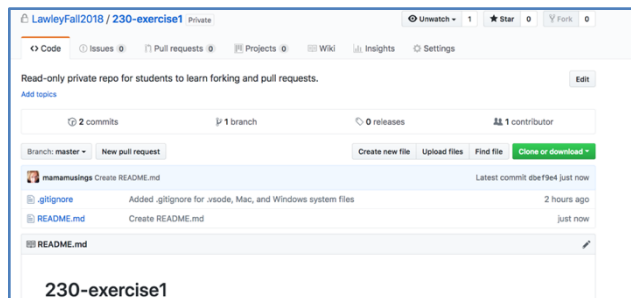 LawleyFall2018 / 230-exercise1 Private
Unwatch 1 Star 0 Fork 0
Code Issues 0 Pull requests 0 Projects 0 Wiki Insights Settings
Read-only private repo for students to learn forking and pull requests. Edit
Add topics
2 commits 1 branch 0 releases 1 contributor
Branch: master New pull request Create new file Upload files Find file Clone or download
mamamusings Create README.md Latest commit dbef9e4 just now
.gitignore Added .gitignore for .vsode, Mac, and Windows system files 2 hours ago
README.md Create README.md just now
README.md
230-exercise1